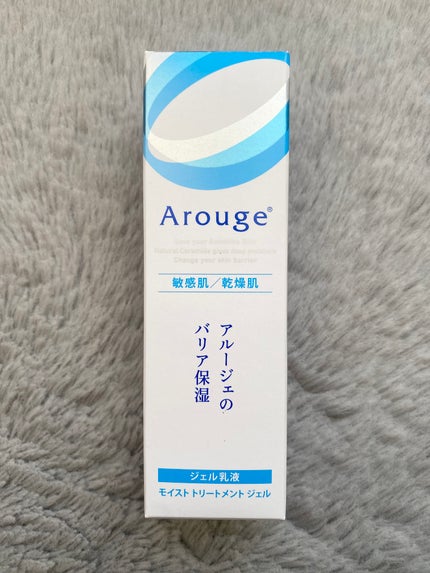 Arouge®
Save your Sensitive Skin
Natural Ceramide gives deep moisture
Change your skin barrier
敏感肌／乾燥肌
アルージェの
バリア保湿
ジェル乳液
モイスト トリートメント ジェル